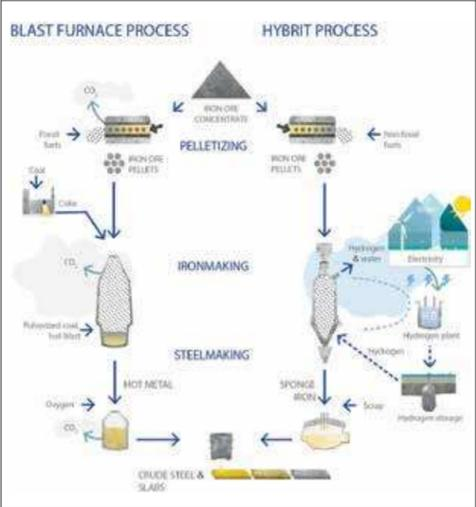 BLAST FURNACE PROCESS
HYBRIT PROCESS
CO₂
IRON ORE
CONCENTRATE
Fossil
fuels
Non-fossil
fuels
PELLETIZING
IRON ORE
PELLETS
IRON ORE
PELLETS
Coal
Coke
Hydrogen
& water
Electricity
CO₂
IRONMAKING
Hydrogen plant
Pulverized coal,
hot blast
STEELMAKING
Hydrogen
HOT METAL
SPONGE
IRON
Oxygen
Scrap
Hydrogen storage
CO₂
CRUDE STEEL &
SLABS